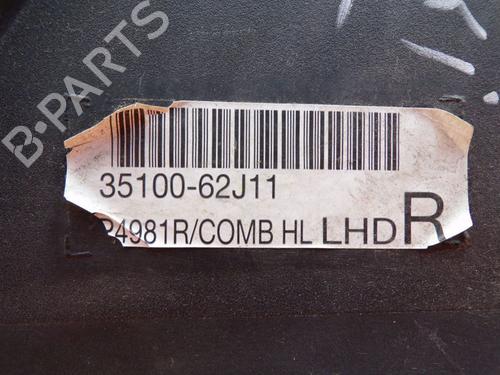 B·PARTS
35100-62J11
P4981R/COMB HL LHD R